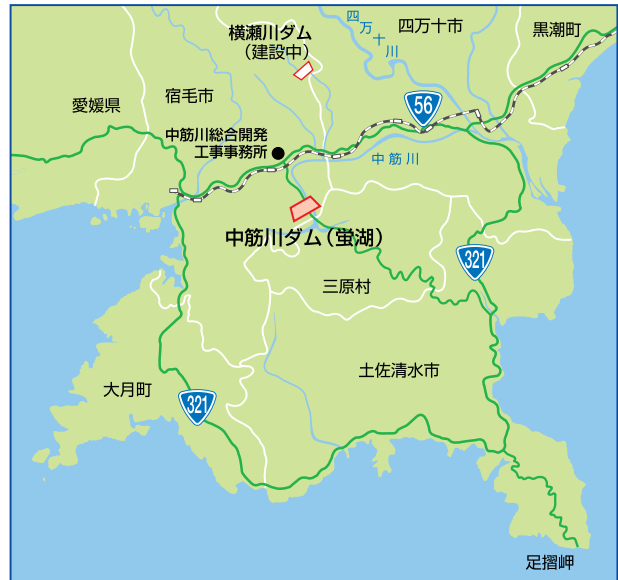 横瀬川ダム
（建設中）
四万十川
四万十市
黒潮町
愛媛県
宿毛市
56
中筋川総合開発
工事事務所
中筋川
中筋川ダム（蛍湖）
321
三原村
土佐清水市
大月町
321
足摺岬